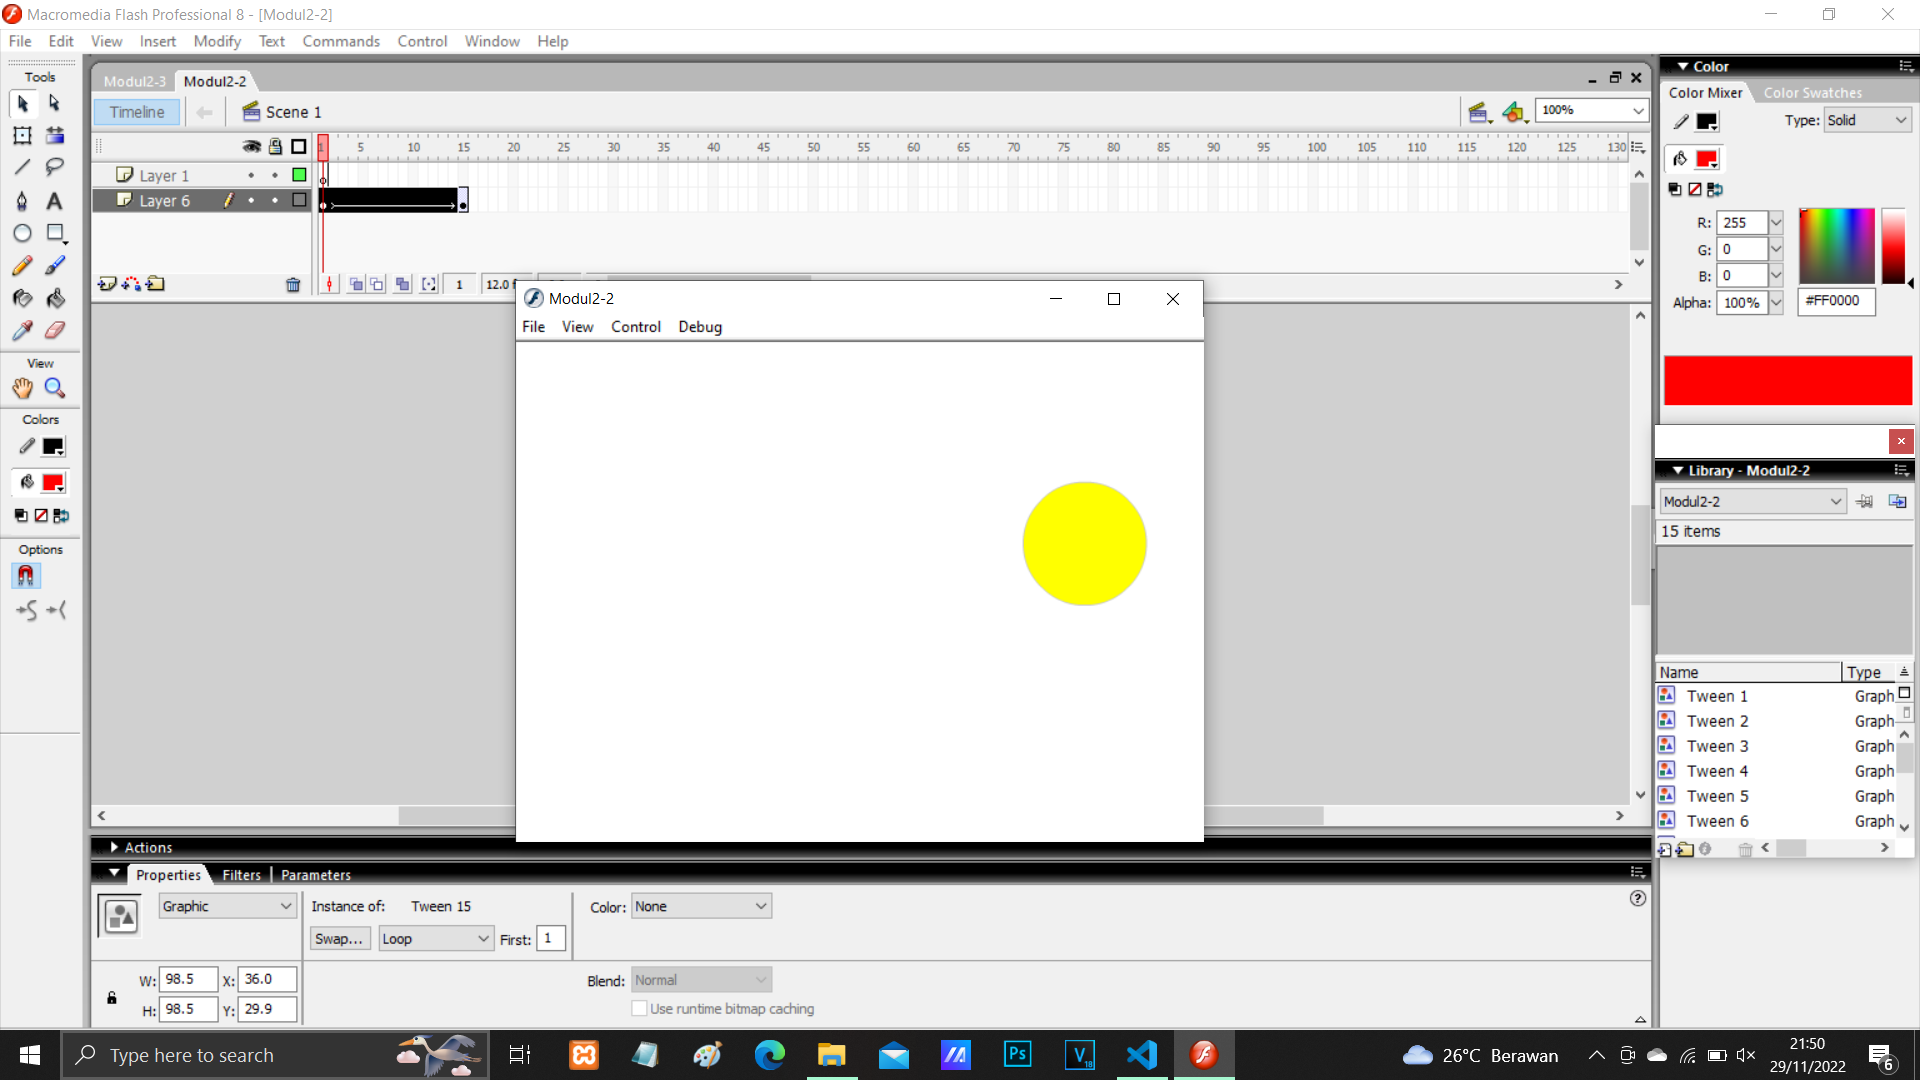 Macromedia Flash Professional 8 - [Modul2-2]
File Edit View Insert Modify Text Commands Control Window Help
Tools
Modul2-3 Modul2-2
Timeline Scene 1 100%
1 5 10 15 20 25 30 35 40 45 50 55 60 65 70 75 80 85 90 95 100 105 110 115 120 125 130
Layer 1
Layer 6
1 12.0 f
View
Colors
Options
Modul2-2
File View Control Debug
Color
Color Mixer Color Swatches
Type: Solid
R: 255
G: 0
B: 0
Alpha: 100% #FF0000
Library - Modul2-2
Modul2-2
15 items
Name Type
Tween 1 Graph
Tween 2 Graph
Tween 3 Graph
Tween 4 Graph
Tween 5 Graph
Tween 6 Graph
Actions
Properties Filters Parameters
Graphic Instance of: Tween 15 Color: None
Swap... Loop First: 1
W: 98.5 X: 36.0 Blend: Normal
H: 98.5 Y: 29.9 Use runtime bitmap caching
Type here to search
Ps
V
18
26°C Berawan
21:50
29/11/2022
6